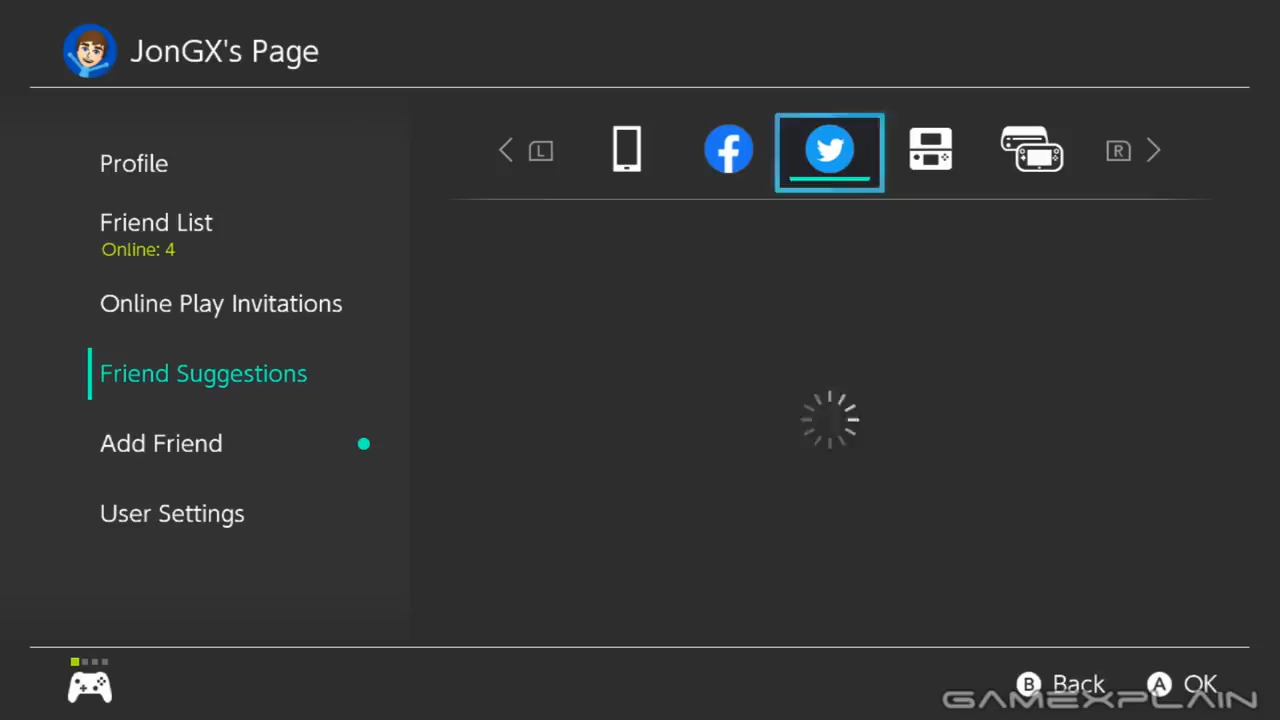 JonGX's Page
Profile
Friend List
Online: 4
Online Play Invitations
Friend Suggestions
Add Friend
User Settings
L
R
B Back
A OK
GAMEXPLAIN